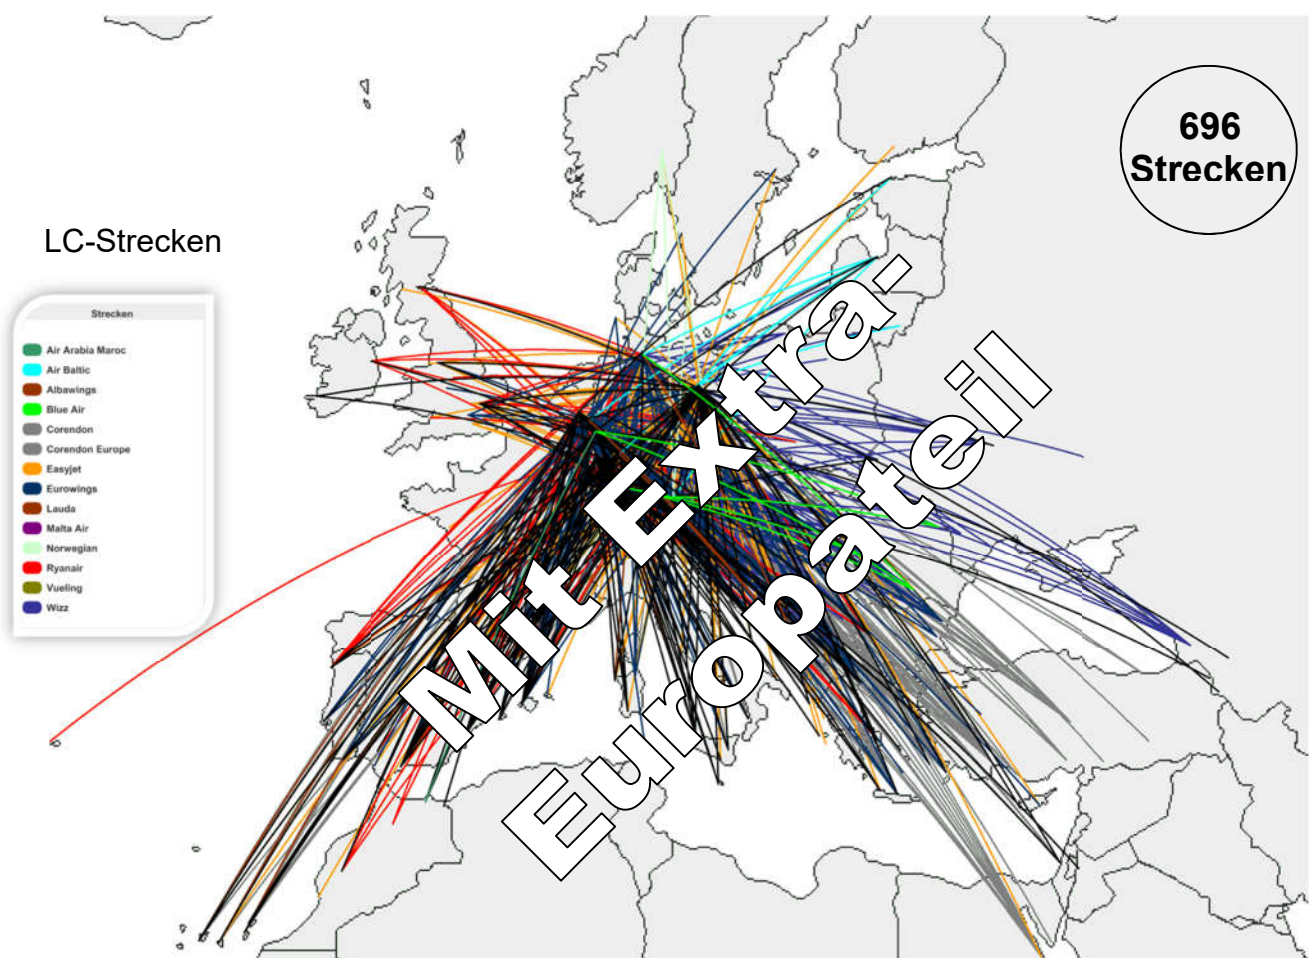 696
Strecken
LC-Strecken
Strecken
Air Arabia Maroc
Air Baltic
Albawings
Blue Air
Corendon
Corendon Europe
Easyjet
Eurowings
Lauda
Malta Air
Norwegian
Ryanair
Vueling
Wizz
Mit Extra-
Europateil